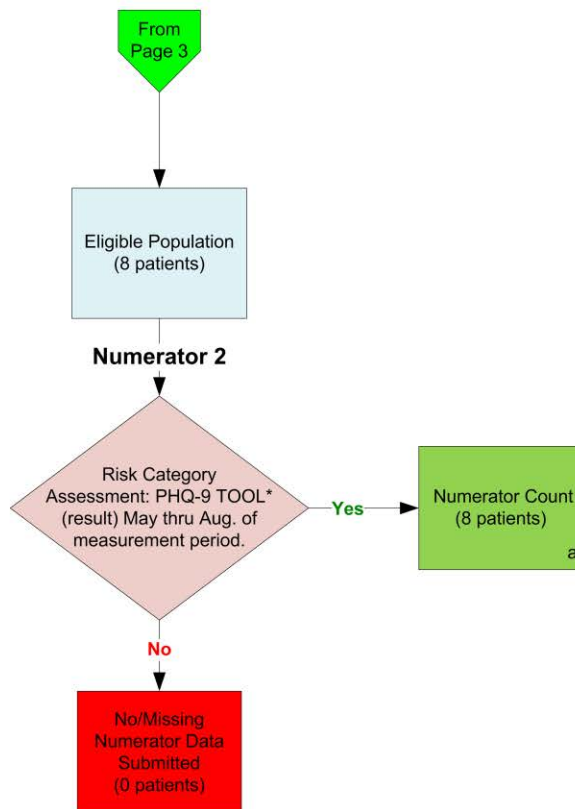 From
Page 3
Eligible Population
(8 patients)
Numerator 2
Risk Category
Assessment: PHQ-9 TOOL*
(result) May thru Aug. of
measurement period.
Yes
Numerator Count
(8 patients)
a
No
No/Missing
Numerator Data
Submitted
(0 patients)